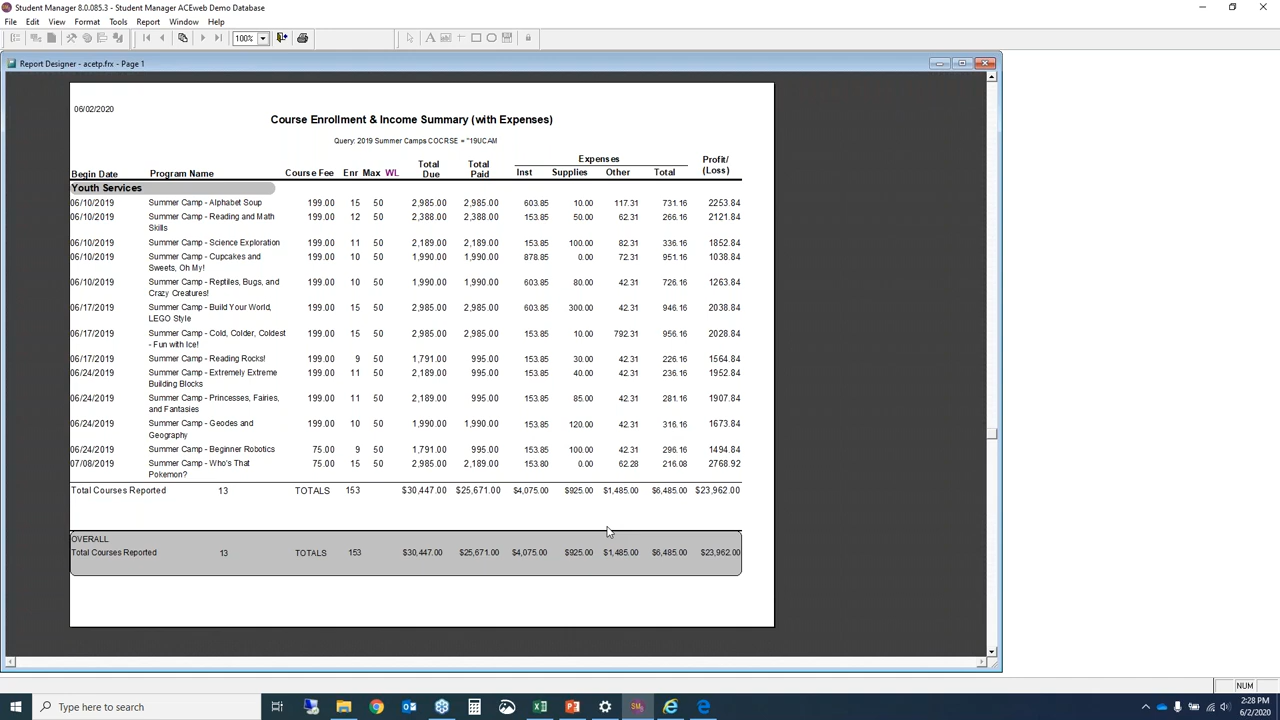 Student Manager 8.0.085.3 - Student Manager ACEweb Demo Database
File Edit View Format Tools Report Window Help
100%
Report Designer - acetp.frx - Page 1
06/02/2020
Course Enrollment & Income Summary (with Expenses)
Query: 2019 Summer Camps COCRSE = "19UCAM
Begin Date Program Name Course Fee Enr Max WL Total Due Total Paid Expenses Inst Supplies Other Total Profit/ (Loss)
Youth Services
06/10/2019 Summer Camp - Alphabet Soup 199.00 15 50 2,985.00 2,985.00 603.85 10.00 117.31 731.16 2253.84
06/10/2019 Summer Camp - Reading and Math 199.00 12 50 2,388.00 2,388.00 153.85 50.00 62.31 266.16 2121.84
Skills
06/10/2019 Summer Camp - Science Exploration 199.00 11 50 2,189.00 2,189.00 153.85 100.00 82.31 336.16 1852.84
06/10/2019 Summer Camp - Cupcakes and 199.00 10 50 1,990.00 1,990.00 878.85 0.00 72.31 951.16 1038.84
Sweets, Oh My!
06/10/2019 Summer Camp - Reptiles, Bugs, and 199.00 10 50 1,990.00 1,990.00 603.85 80.00 42.31 726.16 1263.84
Crazy Creatures!
06/17/2019 Summer Camp - Build Your World, 199.00 15 50 2,985.00 2,985.00 603.85 300.00 42.31 946.16 2038.84
LEGO Style
06/17/2019 Summer Camp - Cold, Colder, Coldest 199.00 15 50 2,985.00 2,985.00 153.85 10.00 792.31 956.16 2028.84
- Fun with Ice!
06/17/2019 Summer Camp - Reading Rocks! 199.00 9 50 1,791.00 995.00 153.85 30.00 42.31 226.16 1564.84
06/24/2019 Summer Camp - Extremely Extreme 199.00 11 50 2,189.00 995.00 153.85 40.00 42.31 236.16 1952.84
Building Blocks
06/24/2019 Summer Camp - Princesses, Fairies, 199.00 11 50 2,189.00 995.00 153.85 85.00 42.31 281.16 1907.84
and Fantasies
06/24/2019 Summer Camp - Geodes and 199.00 10 50 1,990.00 1,990.00 153.85 120.00 42.31 316.16 1673.84
Geography
06/24/2019 Summer Camp - Beginner Robotics 75.00 9 50 1,791.00 995.00 153.85 100.00 42.31 296.16 1494.84
07/08/2019 Summer Camp - Who's That 75.00 15 50 2,985.00 2,189.00 153.80 0.00 62.28 216.08 2768.92
Pokemon?
Total Courses Reported 13 TOTALS 153 $30,447.00 $25,671.00 $4,075.00 $925.00 $1,485.00 $6,485.00 $23,962.00
OVERALL
Total Courses Reported 13 TOTALS 153 $30,447.00 $25,671.00 $4,075.00 $925.00 $1,485.00 $6,485.00 $23,962.00
NUM
Type here to search
2:28 PM
6/2/2020